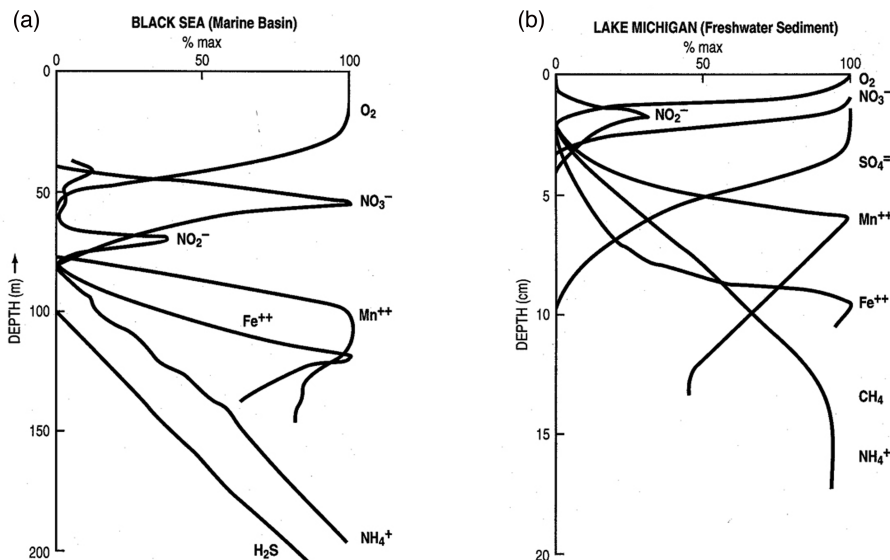 (a)
BLACK SEA (Marine Basin)
% max
0 50 100
0
50
100
150
200
DEPTH (m) →
O₂
NO₃⁻
NO₂⁻
Mn⁺⁺
Fe⁺⁺
NH₄⁺
H₂S
(b)
LAKE MICHIGAN (Freshwater Sediment)
% max
0 50 100
0
5
10
15
20
DEPTH (cm)
O₂
NO₃⁻
NO₂⁻
SO₄⁼
Mn⁺⁺
Fe⁺⁺
CH₄
NH₄⁺